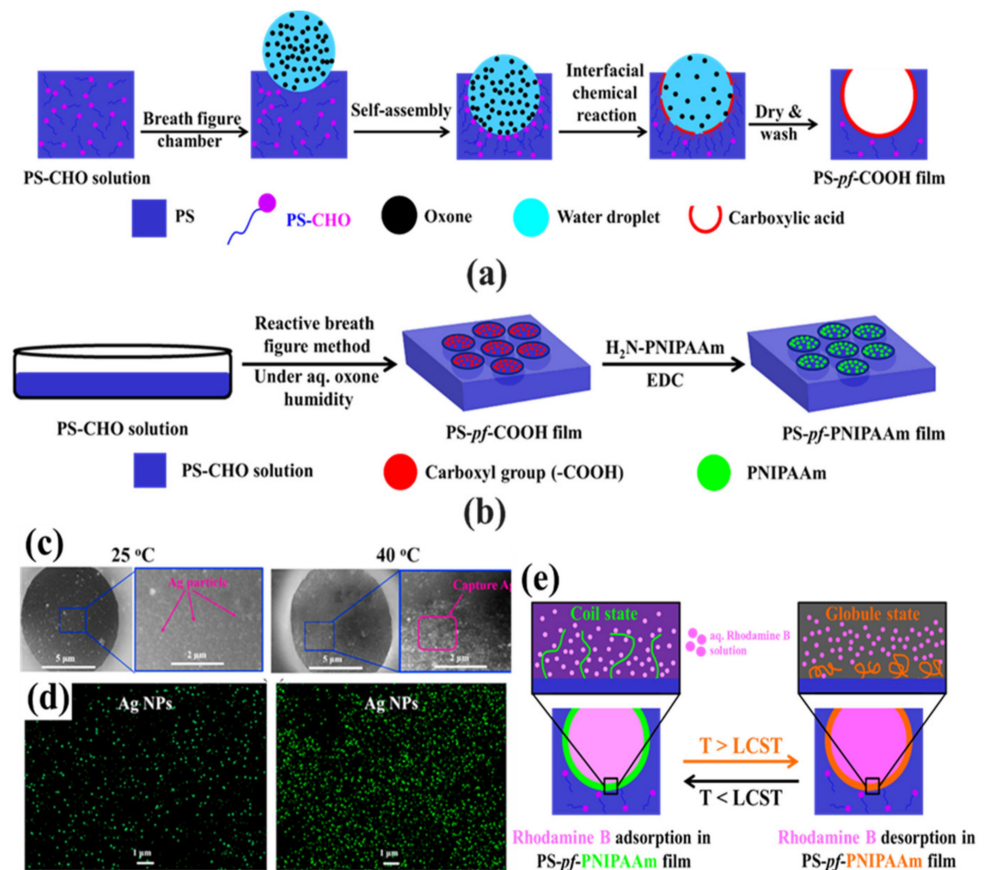 PS-CHO solution
Breath figure
chamber
Self-assembly
Interfacial
chemical
reaction
Dry &
wash
PS-pf-COOH film
PS
PS-CHO
Oxone
Water droplet
Carboxylic acid
(a)
PS-CHO solution
Reactive breath
figure method
Under aq. oxone
humidity
PS-pf-COOH film
H₂N-PNIPAAm
EDC
PS-pf-PNIPAAm film
PS-CHO solution
Carboxyl group (-COOH)
PNIPAAm
(b)
(c)
25 °C
Ag particle
5 μm
2 μm
40 °C
Capture Ag
5 μm
2 μm
(d)
Ag NPs
1 μm
Ag NPs
1 μm
(e)
Coil state
aq. Rhodamine B
solution
Globule state
T > LCST
T < LCST
Rhodamine B adsorption in
PS-pf-PNIPAAm film
Rhodamine B desorption in
PS-pf-PNIPAAm film